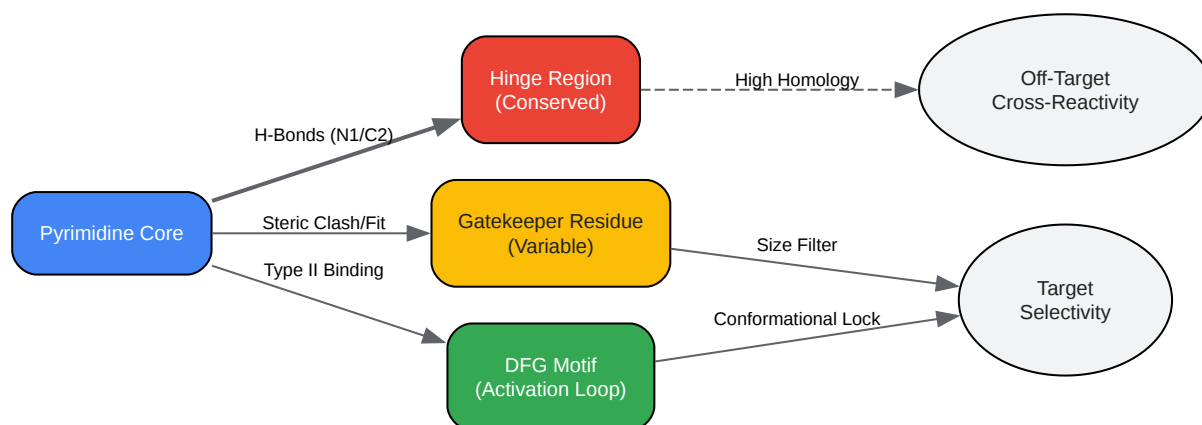 Hinge Region
(Conserved)
High Homology
Off-Target
Cross-Reactivity
H-Bonds (N1/C2)
Pyrimidine Core
Steric Clash/Fit
Gatekeeper Residue
(Variable)
Size Filter
Type II Binding
Target
Selectivity
Conformational Lock
DFG Motif
(Activation Loop)